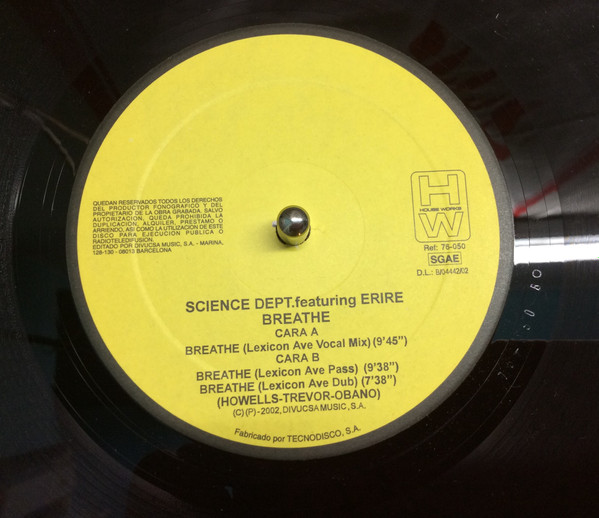 QUEDAN RESERVADOS TODOS LOS DERECHOS
DEL PRODUCTOR FONOGRAFICO Y DEL
PROPIETARIO DE LA OBRA GRABADA. SALVO
AUTORIZACION, QUEDA PROHIBIDA LA
DUPLICACION, ALQUILER, PRESTAMO O
ARRIENDO, ASI COMO LA UTILIZACION DE ESTE
DISCO PARA EJECUCION PUBLICA O
RADIOTELEDIFUSION.
EDITADO POR DIVUCSA MUSIC, S.A. - MARINA,
128-130 - 08013 BARCELONA
H
HOUSE WORKS
W
Ref: 76-050
SGAE
D.L.: B/34442/02
SCIENCE DEPT.featuring ERIRE
BREATHE
CARA A
BREATHE (Lexicon Ave Vocal Mix) (9'45")
CARA B
BREATHE (Lexicon Ave Pass) (9'38")
BREATHE (Lexicon Ave Dub) (7'38")
(HOWELLS-TREVOR-OBANO)
(C) (P) - 2002, DIVUCSA MUSIC, S.A.
Fabricado por TECNODISCO, S.A.